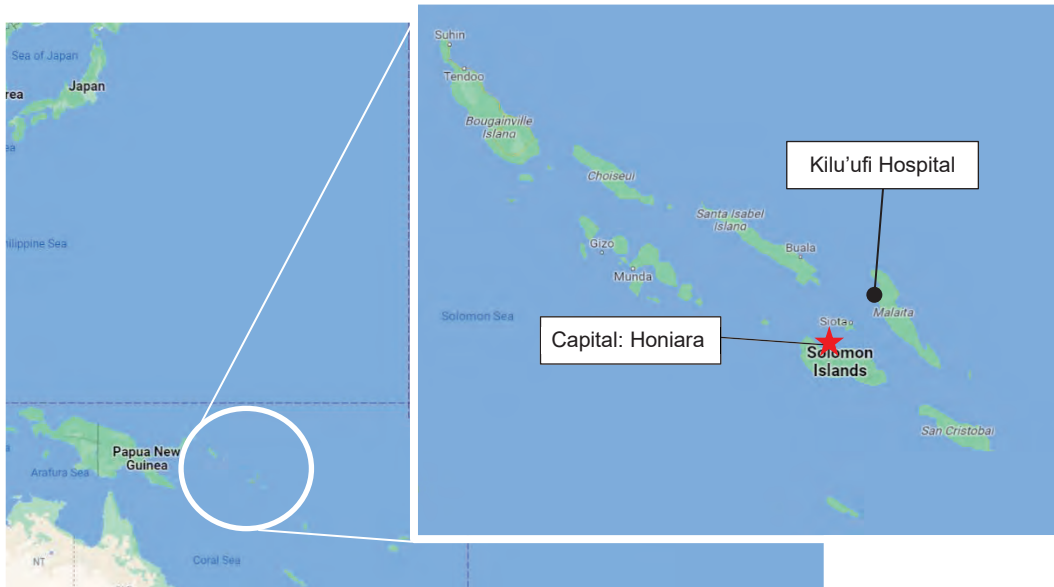 Sea of Japan
Japan
rea
ea
hilippine Sea
Papua New
Guinea
Arafura Sea
NT
Coral Sea
Suhin
Tendoo
Bougainville
Island
Choiseul
Kilu'ufi Hospital
Santa Isabel
Island
Gizo
Buala
Munda
Solomon Sea
Siota
Malaita
Capital: Honiara
Solomon
Islands
San Cristobal